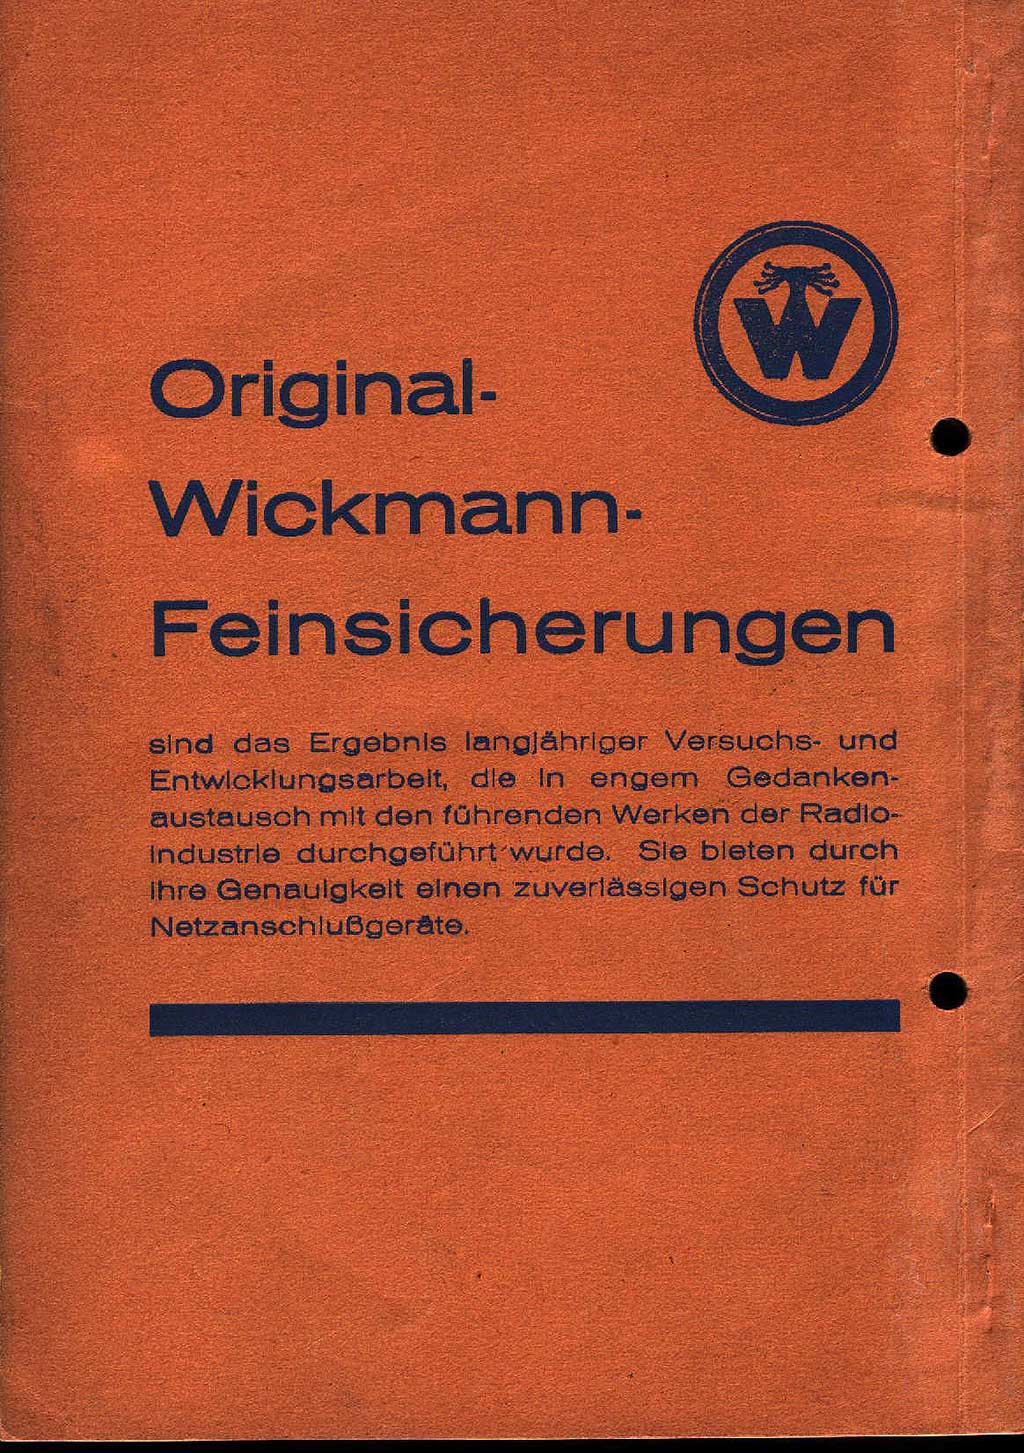 W
Original-
Wickmann-
Feinsicherungen
sind das Ergebnis langjähriger Versuchs- und
Entwicklungsarbeit, die in engem Gedanken-
austausch mit den führenden Werken der Radio-
industrie durchgeführt wurde. Sie bieten durch
ihre Genauigkeit einen zuverlässigen Schutz für
Netzanschlußgeräte.